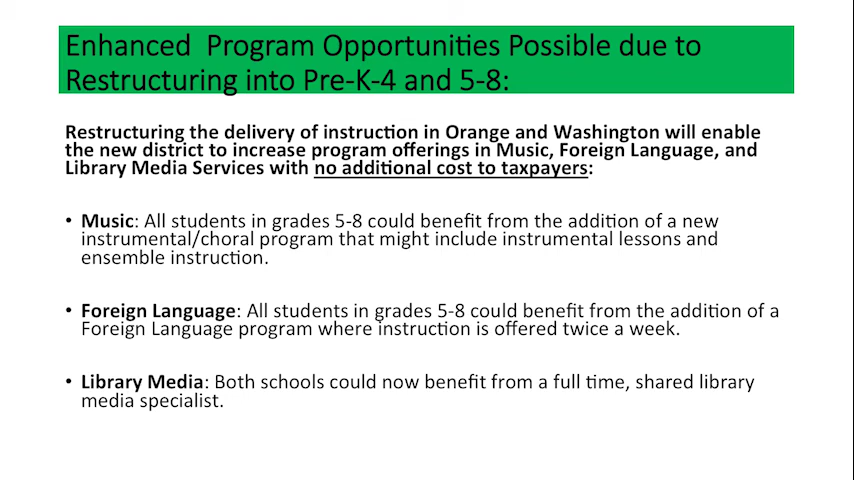 Enhanced  Program Opportunities Possible due to
Restructuring into Pre-K-4 and 5-8:
Restructuring the delivery of instruction in Orange and Washington will enable
the new district to increase program offerings in Music, Foreign Language, and
Library Media Services with no additional cost to taxpayers:
• Music: All students in grades 5-8 could benefit from the addition of a new
instrumental/choral program that might include instrumental lessons and
ensemble instruction.
• Foreign Language: All students in grades 5-8 could benefit from the addition of a
Foreign Language program where instruction is offered twice a week.
• Library Media: Both schools could now benefit from a full time, shared library
media specialist.